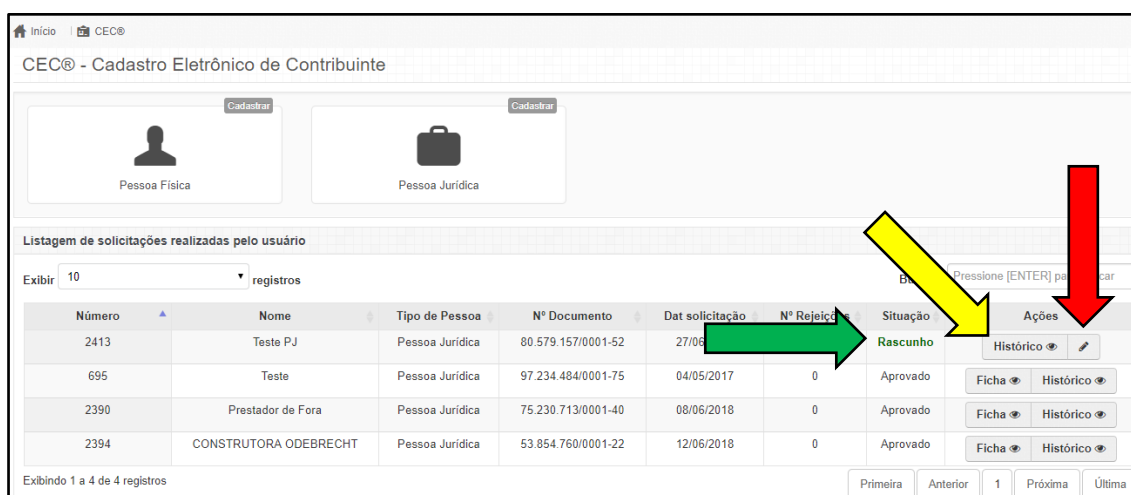 Início CEC®
CEC® - Cadastro Eletrônico de Contribuinte
Cadastrar Cadastrar
Pessoa Física Pessoa Jurídica
Listagem de solicitações realizadas pelo usuário
Exibir 10 registros Pressione [ENTER] car
Número Nome Tipo de Pessoa Nº Documento Dat solicitação Nº Rejeições Situação Ações
2413 Teste PJ Pessoa Jurídica 80.579.157/0001-52 27/06 Rascunho Histórico
695 Teste Pessoa Jurídica 97.234.484/0001-75 04/05/2017 0 Aprovado Ficha Histórico
2390 Prestador de Fora Pessoa Jurídica 75.230.713/0001-40 08/06/2018 0 Aprovado Ficha Histórico
2394 CONSTRUTORA ODEBRECHT Pessoa Jurídica 53.854.760/0001-22 12/06/2018 0 Aprovado Ficha Histórico
Exibindo 1 a 4 de 4 registros Primeira Anterior 1 Próxima Última